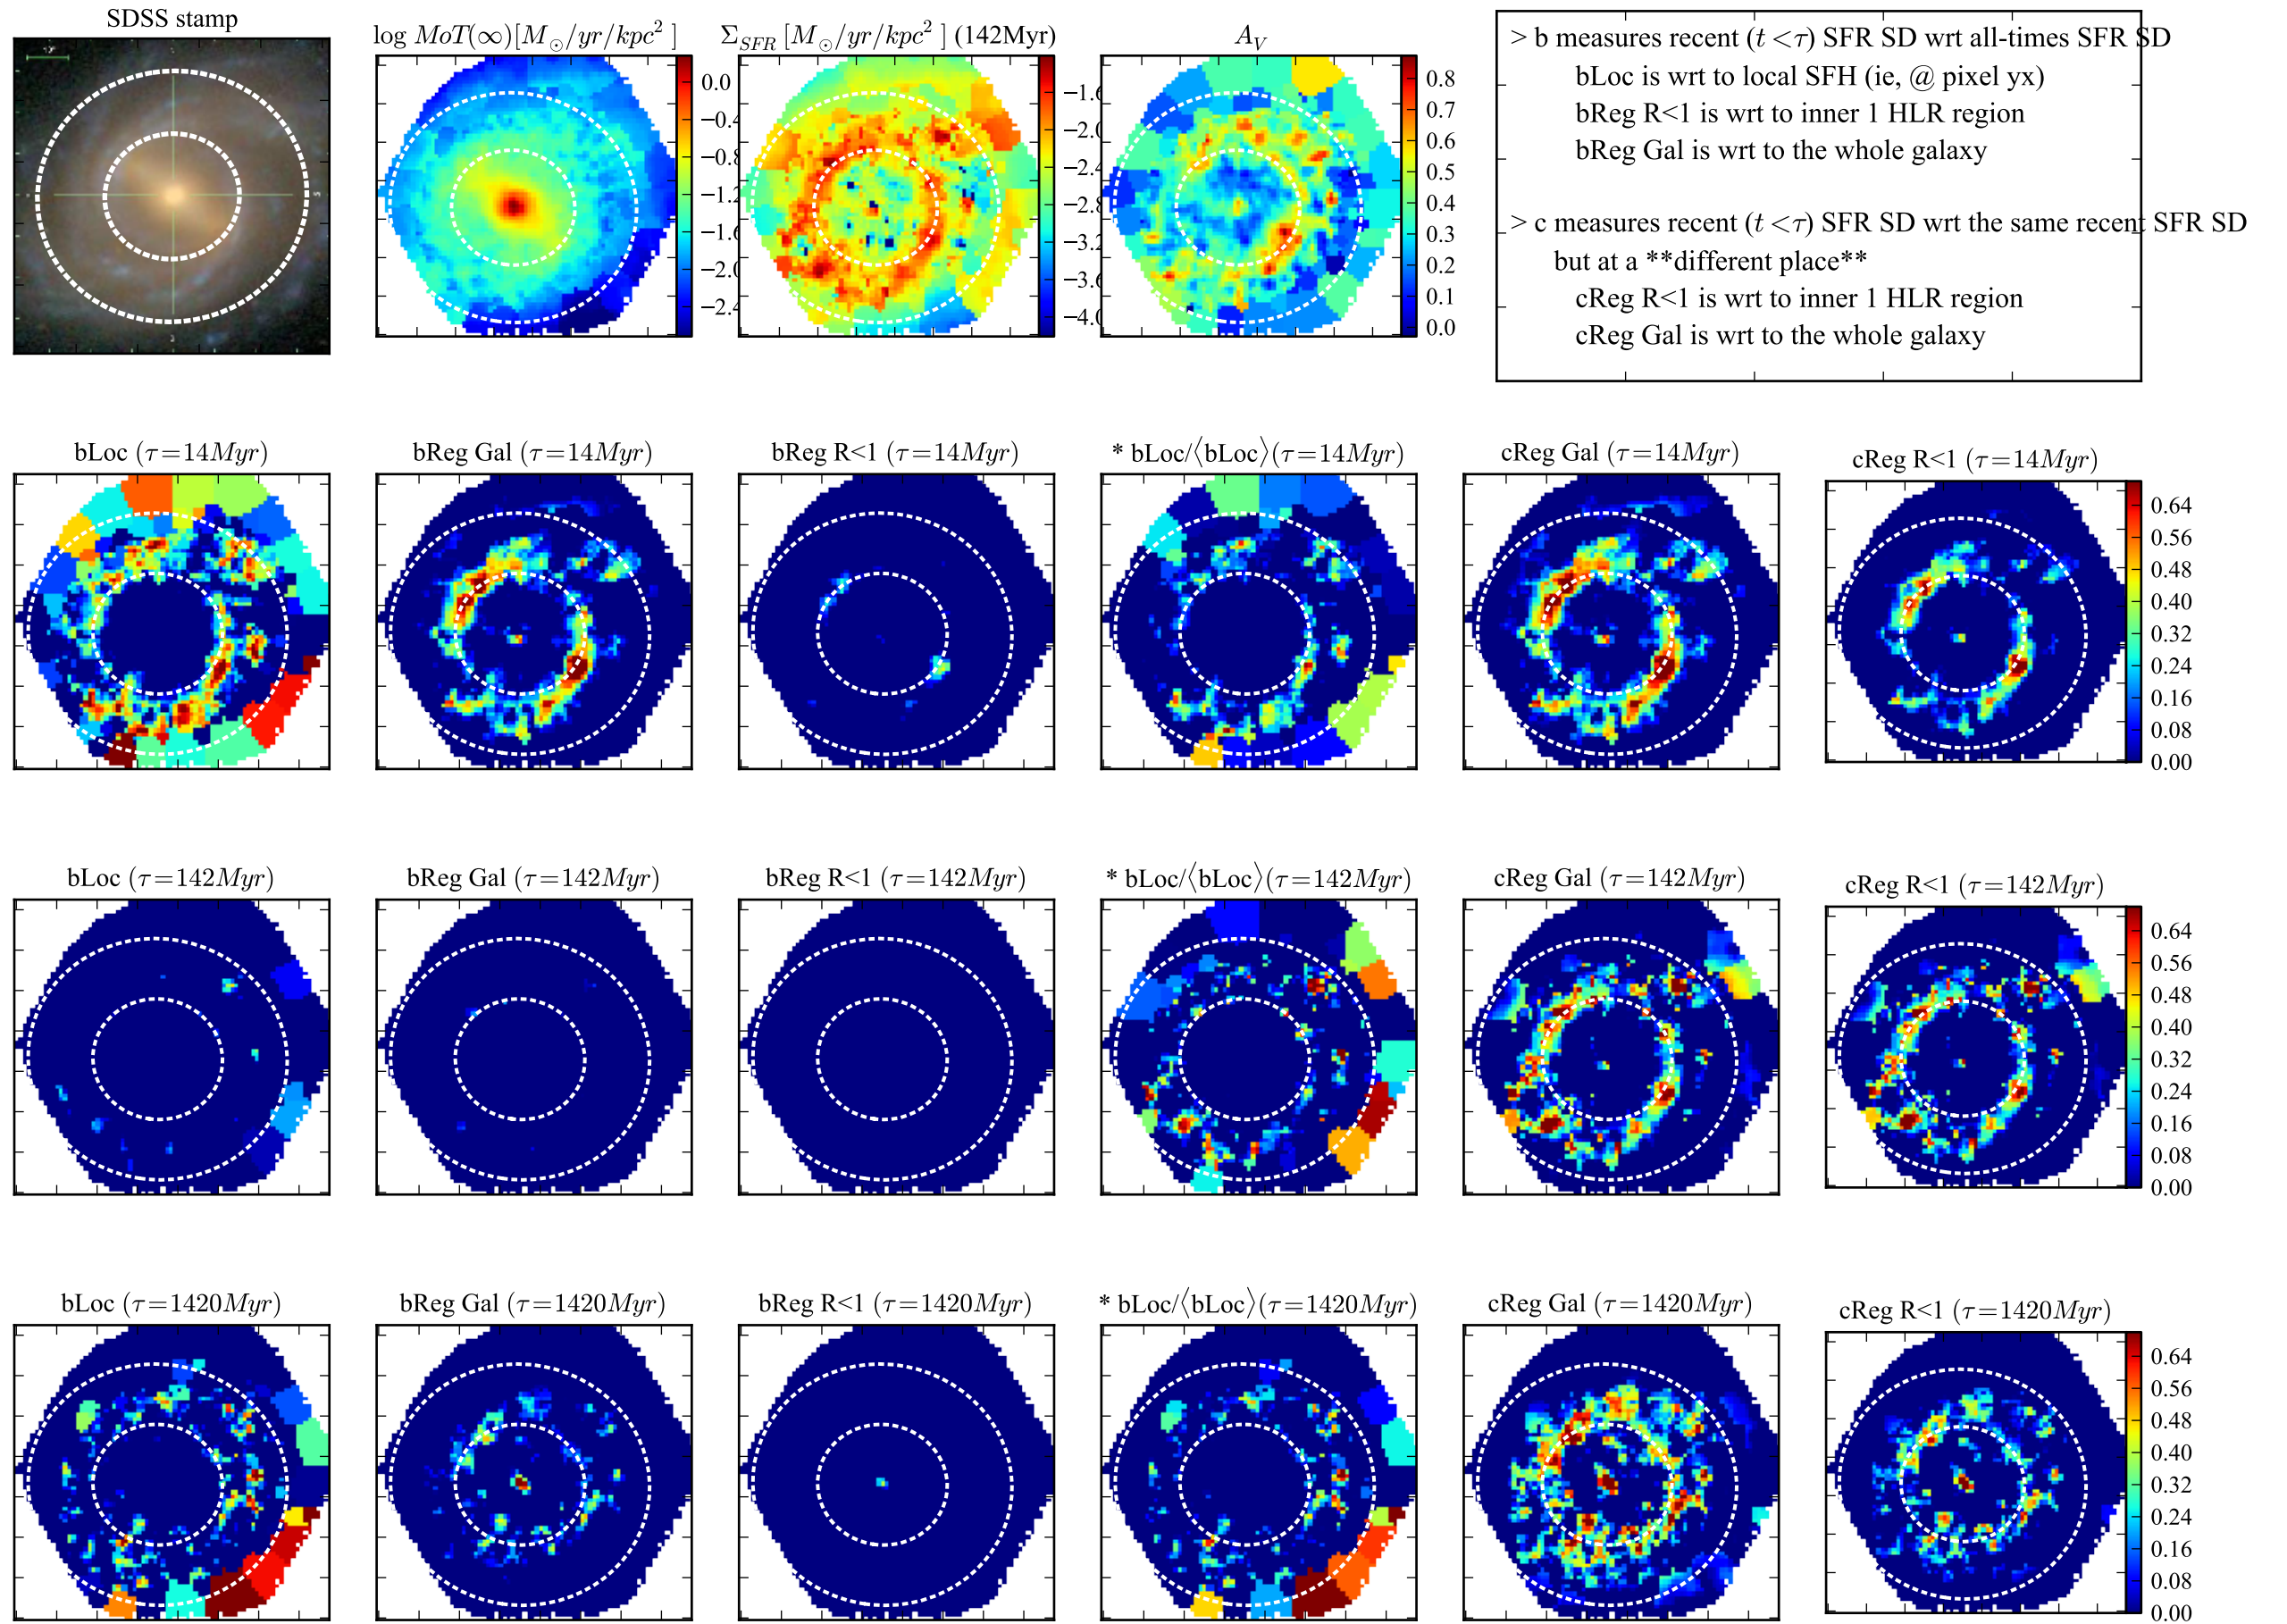 SDSS stamp
log MoT(∞)[M⊙/yr/kpc² ]
Σ_SFR [M⊙/yr/kpc² ] (142Myr)
A_V
0.0
−0.4
−0.8
−1.2
−1.6
−2.0
−2.4
−1.6
−2.0
−2.4
−2.8
−3.2
−3.6
−4.0
0.8
0.7
0.6
0.5
0.4
0.3
0.2
0.1
0.0
> b measures recent (t <τ) SFR SD wrt all-times SFR SD
bLoc is wrt to local SFH (ie, @ pixel yx)
bReg R<1 is wrt to inner 1 HLR region
bReg Gal is wrt to the whole galaxy
> c measures recent (t <τ) SFR SD wrt the same recent SFR SD
but at a **different place**
cReg R<1 is wrt to inner 1 HLR region
cReg Gal is wrt to the whole galaxy
bLoc (τ=14Myr)
bReg Gal (τ=14Myr)
bReg R<1 (τ=14Myr)
* bLoc/⟨bLoc⟩(τ=14Myr)
cReg Gal (τ=14Myr)
cReg R<1 (τ=14Myr)
0.64
0.56
0.48
0.40
0.32
0.24
0.16
0.08
0.00
bLoc (τ=142Myr)
bReg Gal (τ=142Myr)
bReg R<1 (τ=142Myr)
* bLoc/⟨bLoc⟩(τ=142Myr)
cReg Gal (τ=142Myr)
cReg R<1 (τ=142Myr)
0.64
0.56
0.48
0.40
0.32
0.24
0.16
0.08
0.00
bLoc (τ=1420Myr)
bReg Gal (τ=1420Myr)
bReg R<1 (τ=1420Myr)
* bLoc/⟨bLoc⟩(τ=1420Myr)
cReg Gal (τ=1420Myr)
cReg R<1 (τ=1420Myr)
0.64
0.56
0.48
0.40
0.32
0.24
0.16
0.08
0.00